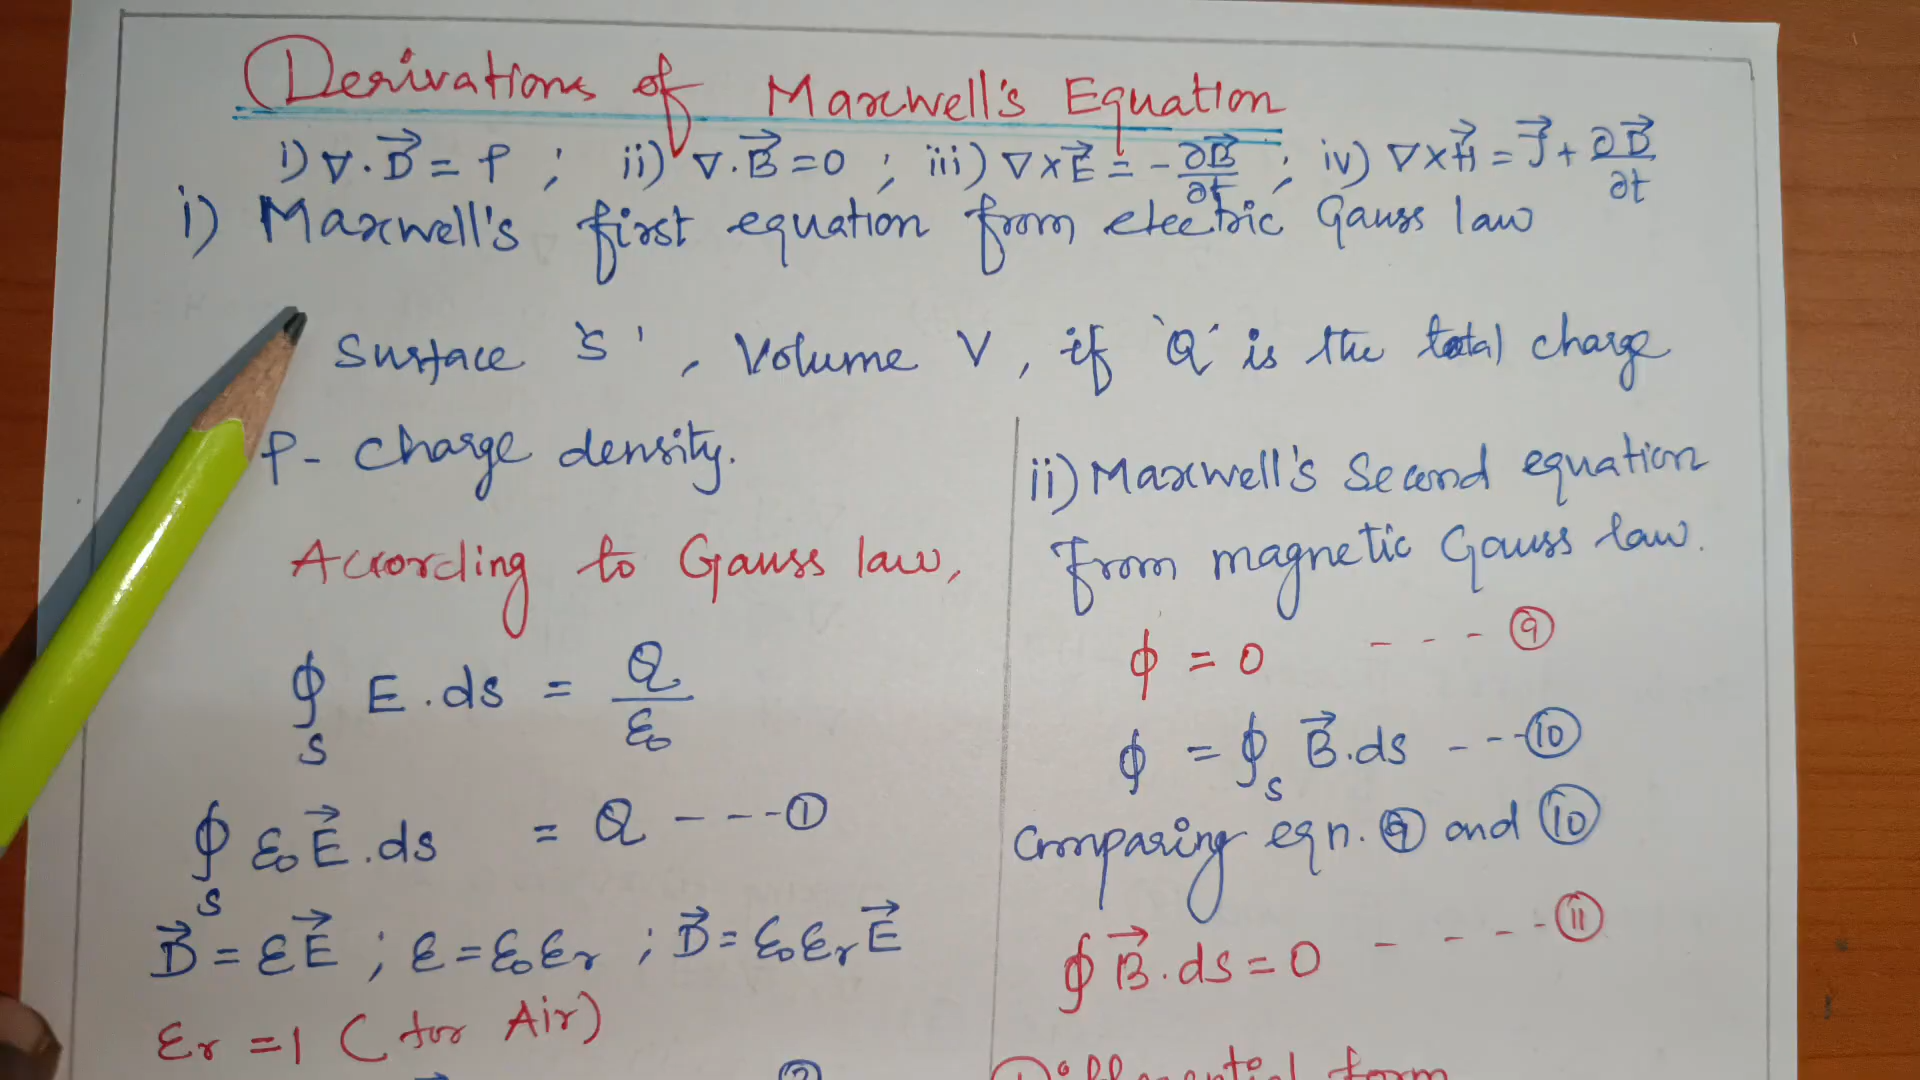 Derivations of Maxwell's Equation
i) ∇.D⃗ = ρ ; ii) ∇.B⃗ = 0 ; iii) ∇×E⃗ = -∂B⃗/∂t ; iv) ∇×H⃗ = J⃗ + ∂D⃗/∂t
i) Maxwell's first equation from electric Gauss law
Surface 'S' , Volume V , if 'Q' is the total charge
ρ - charge density.
According to Gauss law,
∮S E.ds = Q/ε₀
∮S ε₀E⃗.ds = Q ---①
D⃗ = εE⃗ ; ε = ε₀εr ; D⃗ = ε₀εrE⃗
εr = 1 (for Air)
②
ii) Maxwell's Second equation
from magnetic Gauss law.
ϕ = 0 --- ⑨
ϕ = ∮S B⃗.ds ---⑩
Comparing eqn. ⑨ and ⑩
∮ B⃗.ds = 0 ----⑪
Differential form